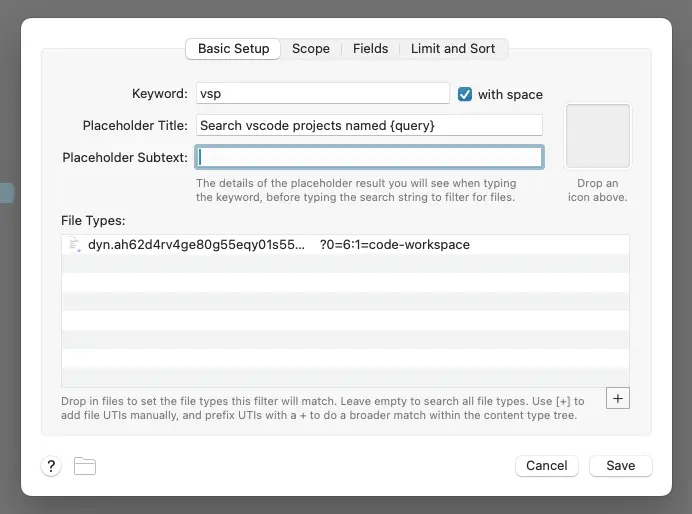 Basic Setup Scope Fields Limit and Sort
Keyword: vsp with space
Placeholder Title: Search vscode projects named {query}
Placeholder Subtext:
The details of the placeholder result you will see when typing
the keyword, before typing the search string to filter for files.
Drop an
icon above.
File Types:
dyn.ah62d4rv4ge80g55eqy01s55... ?0=6:1=code-workspace
Drop in files to set the file types this filter will match. Leave empty to search all file types. Use [+] to
add file UTIs manually, and prefix UTIs with a + to do a broader match within the content type tree.
+
? Cancel Save